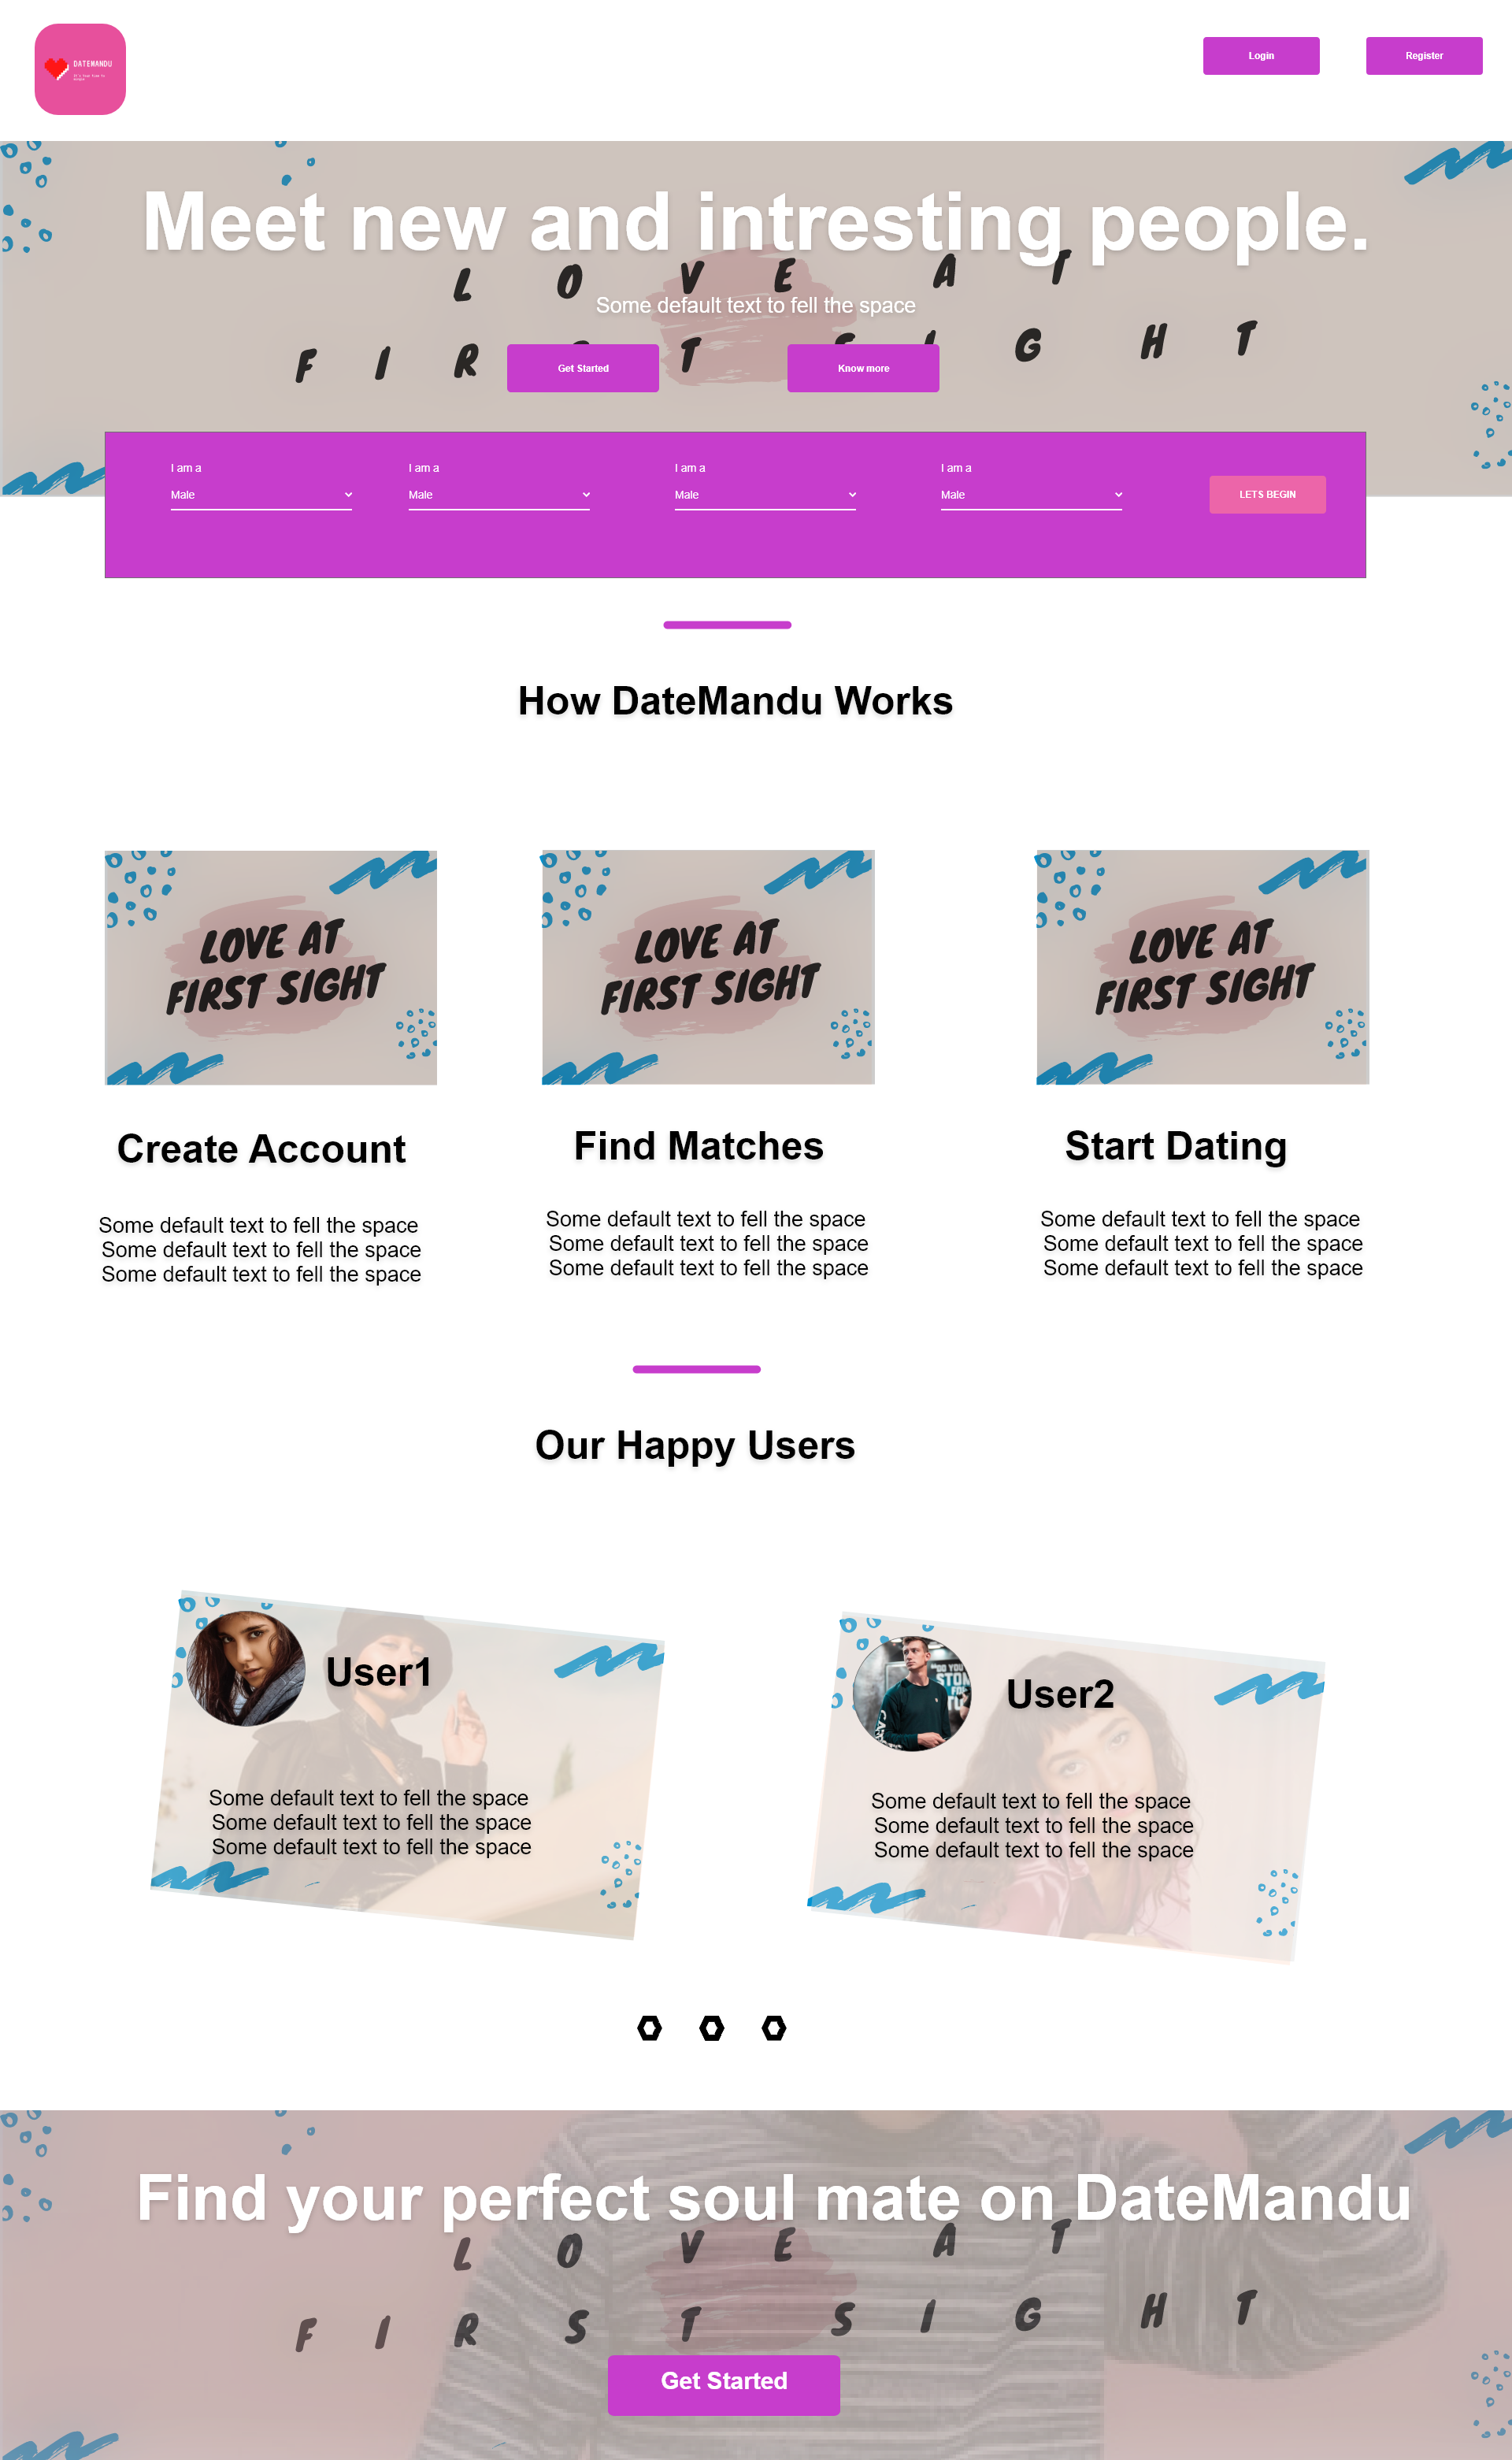 DATEMANDU
Login
Register
Meet new and intresting people.
LOVE AT
Some default text to fell the space
FIRST SIGHT
Get Started
Know more
I am a
I am a
I am a
I am a
Male
Male
Male
Male
LETS BEGIN
How DateMandu Works
LOVE AT
FIRST SIGHT
LOVE AT
FIRST SIGHT
LOVE AT
FIRST SIGHT
Create Account
Find Matches
Start Dating
Some default text to fell the space
Some default text to fell the space
Some default text to fell the space
Some default text to fell the space
Some default text to fell the space
Some default text to fell the space
Some default text to fell the space
Some default text to fell the space
Some default text to fell the space
Our Happy Users
User1
User2
Some default text to fell the space
Some default text to fell the space
Some default text to fell the space
Some default text to fell the space
Some default text to fell the space
Some default text to fell the space
Find your perfect soul mate on DateMandu
LOVE AT
FIRST SIGHT
Get Started